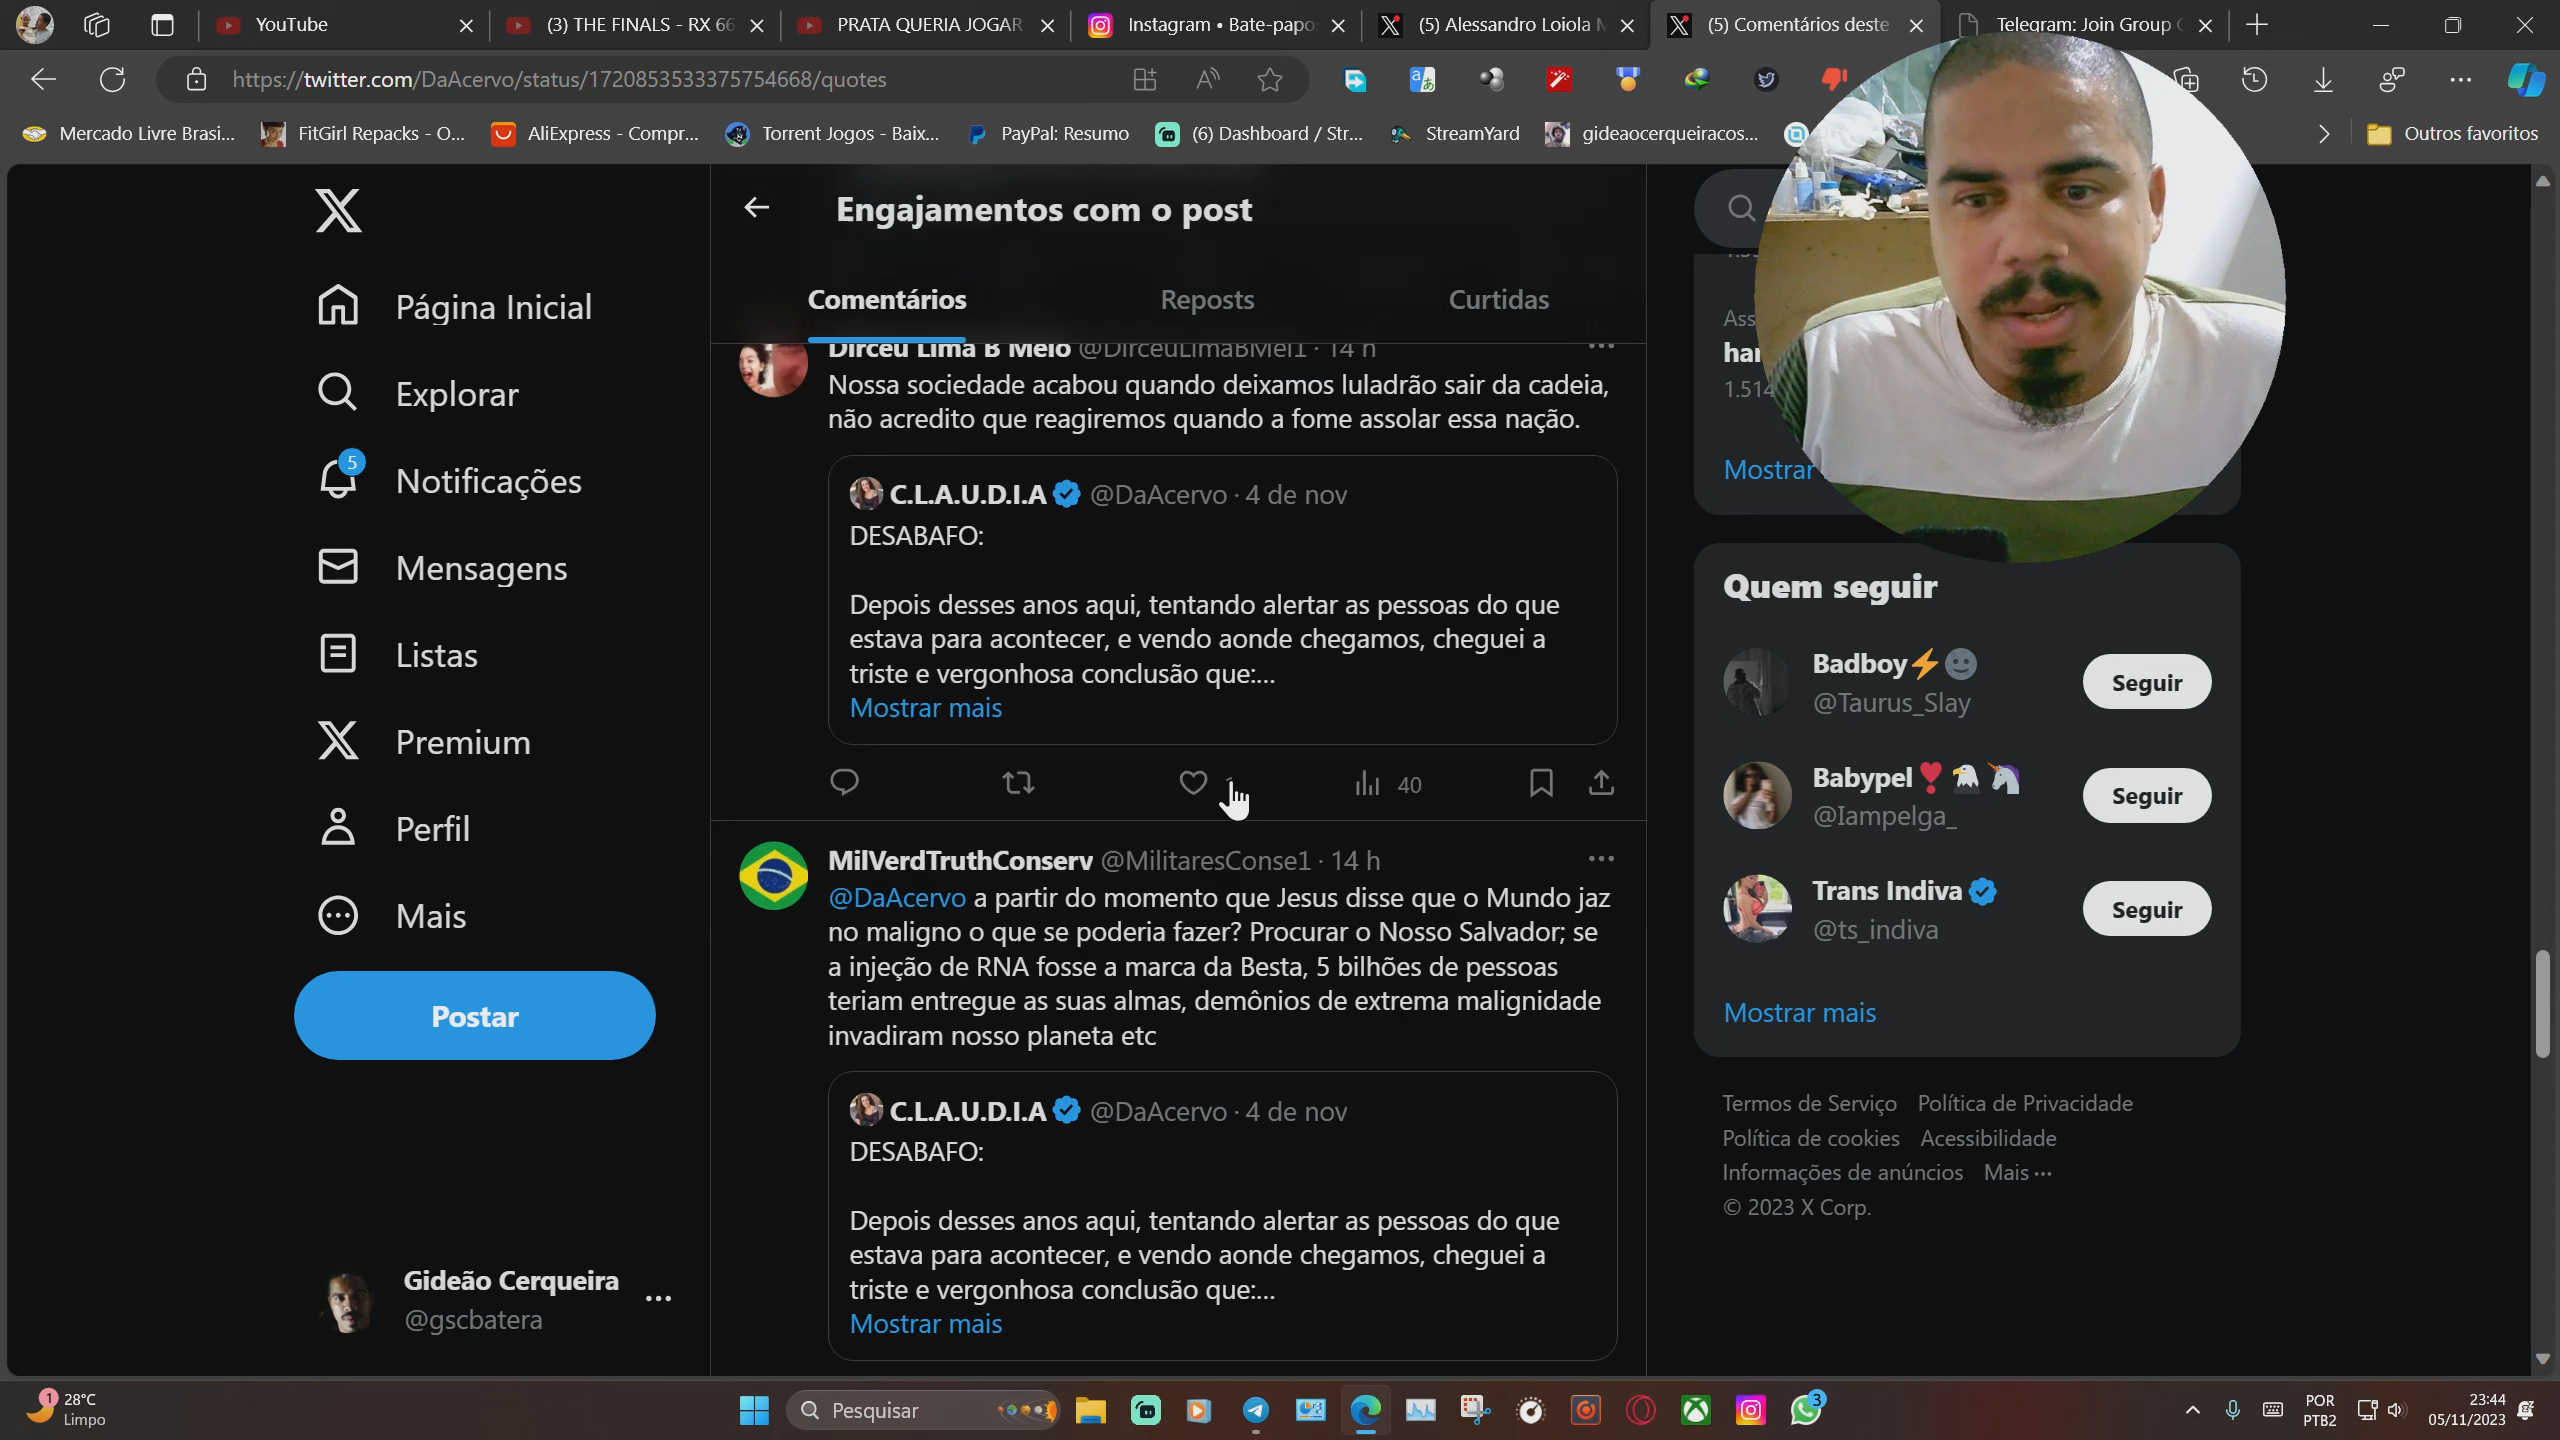 YouTube
(3) THE FINALS - RX 66
PRATA QUERIA JOGAR
Instagram • Bate-papo
(5) Alessandro Loiola
(5) Comentários deste
Telegram: Join Group
https://twitter.com/DaAcervo/status/1720853533375754668/quotes
Mercado Livre Brasi...
FitGirl Repacks - O...
AliExpress - Compr...
Torrent Jogos - Baix...
PayPal: Resumo
(6) Dashboard / Str...
StreamYard
gideaocerqueiracos...
Outros favoritos
Página Inicial
Explorar
5
Notificações
Mensagens
Listas
Premium
Perfil
Mais
Postar
Gideão Cerqueira
@gscbatera
Engajamentos com o post
Comentários
Reposts
Curtidas
Dirceu Lima B Melo @DirceuLimaBMel1 · 14 h
Nossa sociedade acabou quando deixamos luladrão sair da cadeia,
não acredito que reagiremos quando a fome assolar essa nação.
C.L.A.U.D.I.A @DaAcervo · 4 de nov
DESABAFO:
Depois desses anos aqui, tentando alertar as pessoas do que
estava para acontecer, e vendo aonde chegamos, cheguei a
triste e vergonhosa conclusão que:...
Mostrar mais
40
MilVerdTruthConserv @MilitaresConse1 · 14 h
@DaAcervo a partir do momento que Jesus disse que o Mundo jaz
no maligno o que se poderia fazer? Procurar o Nosso Salvador; se
a injeção de RNA fosse a marca da Besta, 5 bilhões de pessoas
teriam entregue as suas almas, demônios de extrema malignidade
invadiram nosso planeta etc
C.L.A.U.D.I.A @DaAcervo · 4 de nov
DESABAFO:
Depois desses anos aqui, tentando alertar as pessoas do que
estava para acontecer, e vendo aonde chegamos, cheguei a
triste e vergonhosa conclusão que:...
Mostrar mais
Mostrar
Quem seguir
Badboy⚡🌚
@Taurus_Slay
Seguir
Babypel❣️🦅🦄
@Iampelga_
Seguir
Trans Indiva
@ts_indiva
Seguir
Mostrar mais
Termos de Serviço Política de Privacidade
Política de cookies Acessibilidade
Informações de anúncios Mais ···
© 2023 X Corp.
1
28°C
Limpo
Pesquisar
3
POR
PTB2
23:44
05/11/2023